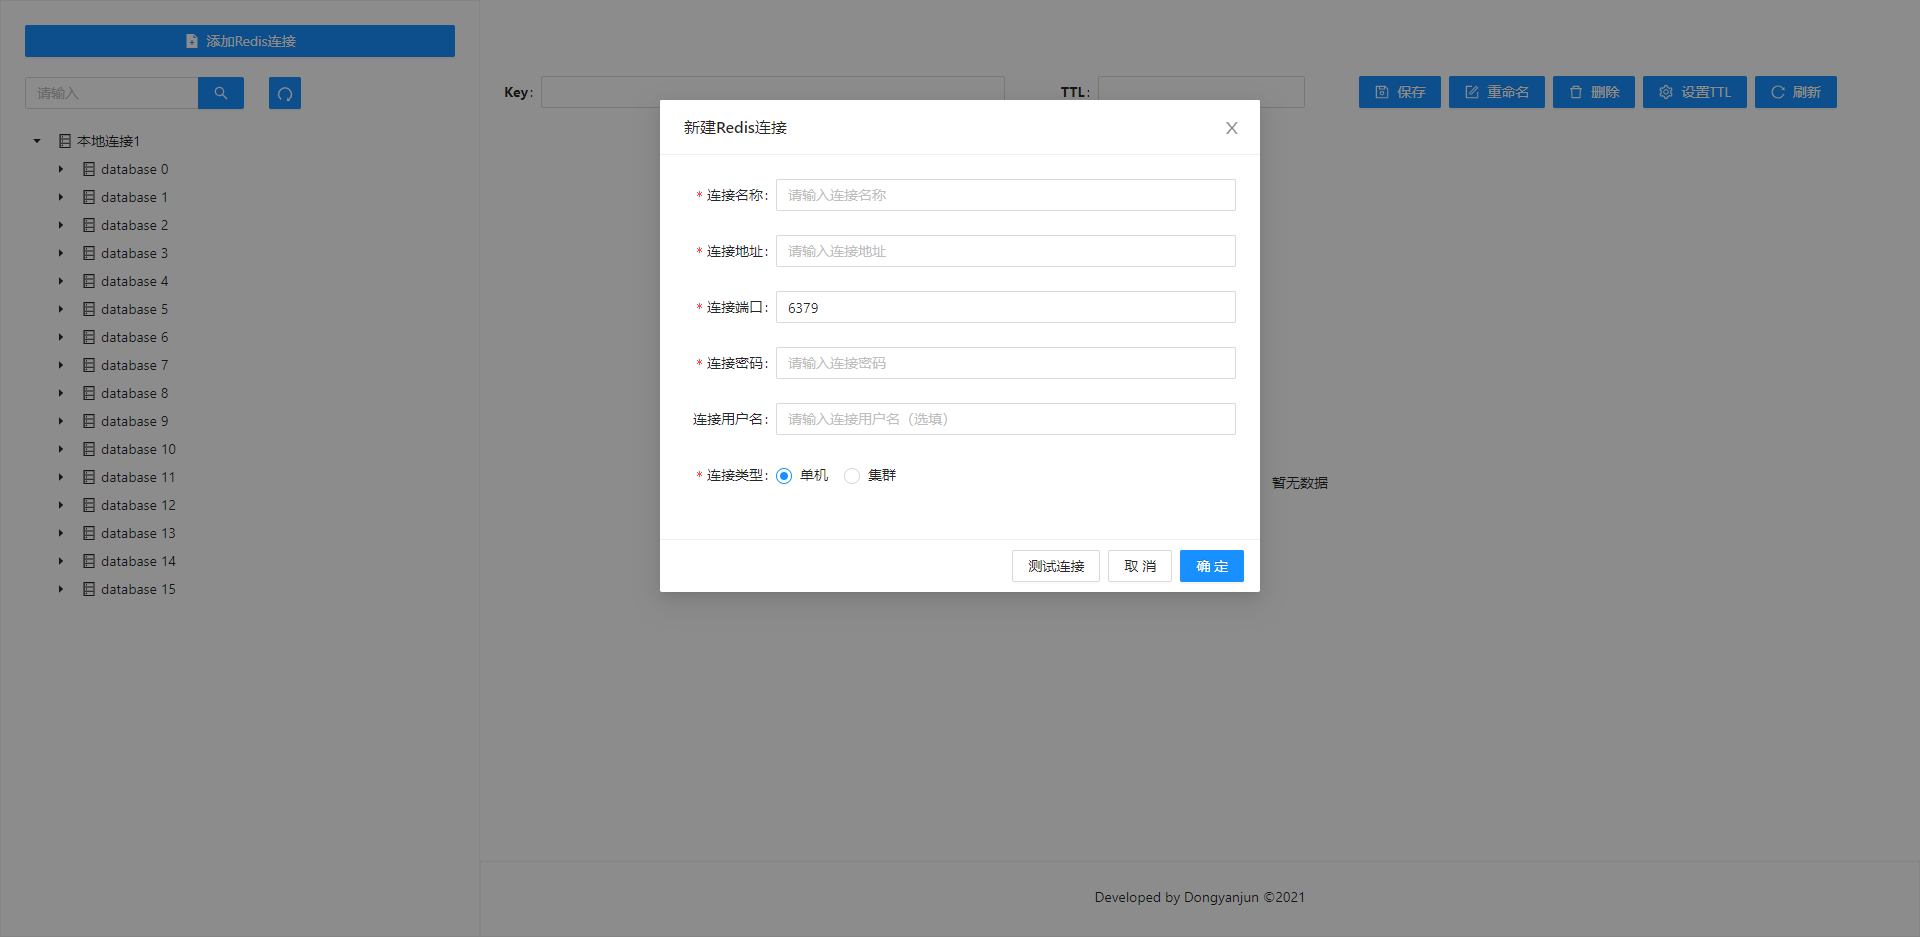 添加Redis连接
请输入
本地连接1
database 0
database 1
database 2
database 3
database 4
database 5
database 6
database 7
database 8
database 9
database 10
database 11
database 12
database 13
database 14
database 15
Key:
TTL:
保存
重命名
删除
设置TTL
刷新
新建Redis连接
* 连接名称: 请输入连接名称
* 连接地址: 请输入连接地址
* 连接端口: 6379
* 连接密码: 请输入连接密码
连接用户名: 请输入连接用户名（选填）
* 连接类型: 单机 集群
测试连接 取 消 确 定
暂无数据
Developed by Dongyanjun ©2021